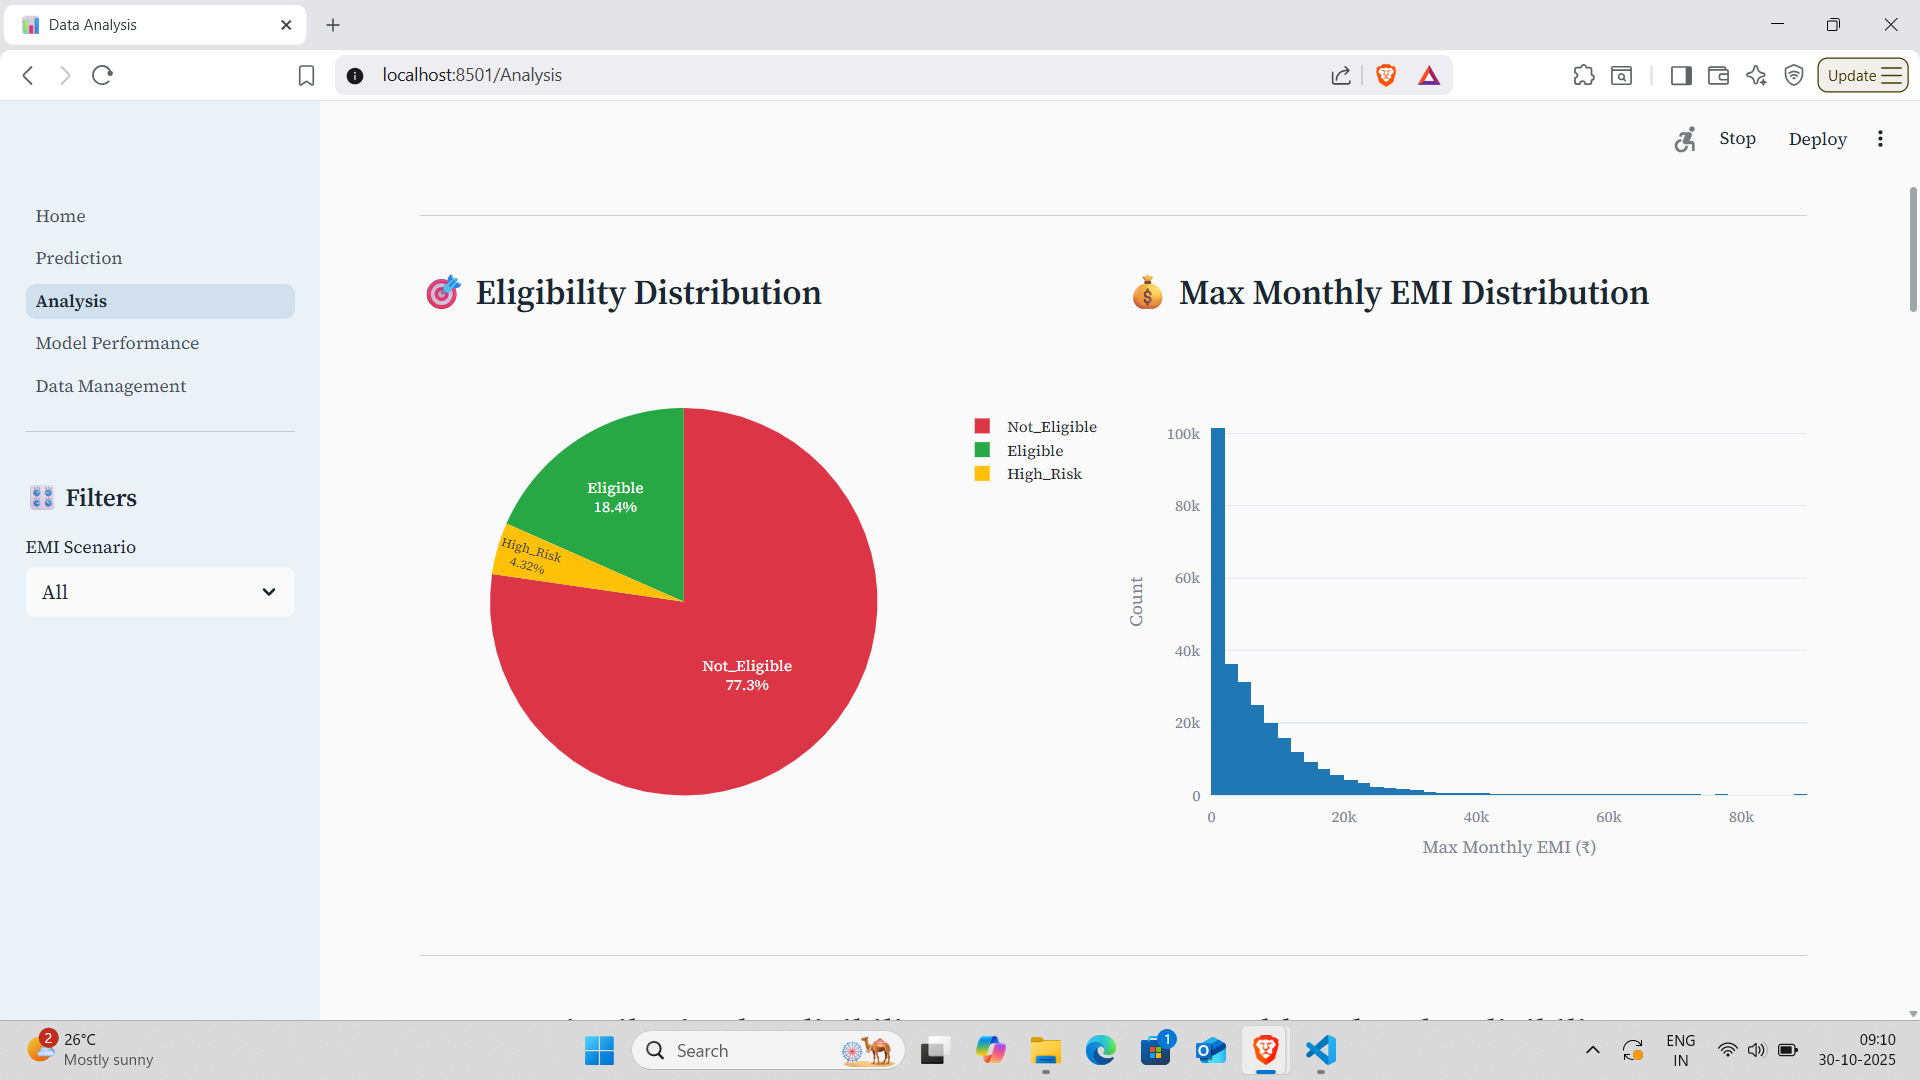 Data Analysis
localhost:8501/Analysis
Update
Stop
Deploy
Home
Prediction
Analysis
Model Performance
Data Management
Filters
EMI Scenario
All
Eligibility Distribution
Not_Eligible
Eligible
High_Risk
Eligible
18.4%
High_Risk
4.32%
Not_Eligible
77.3%
Max Monthly EMI Distribution
100k
80k
60k
40k
20k
0
Count
0
20k
40k
60k
80k
Max Monthly EMI (₹)
2
26°C
Mostly sunny
Search
1
ENG
IN
09:10
30-10-2025